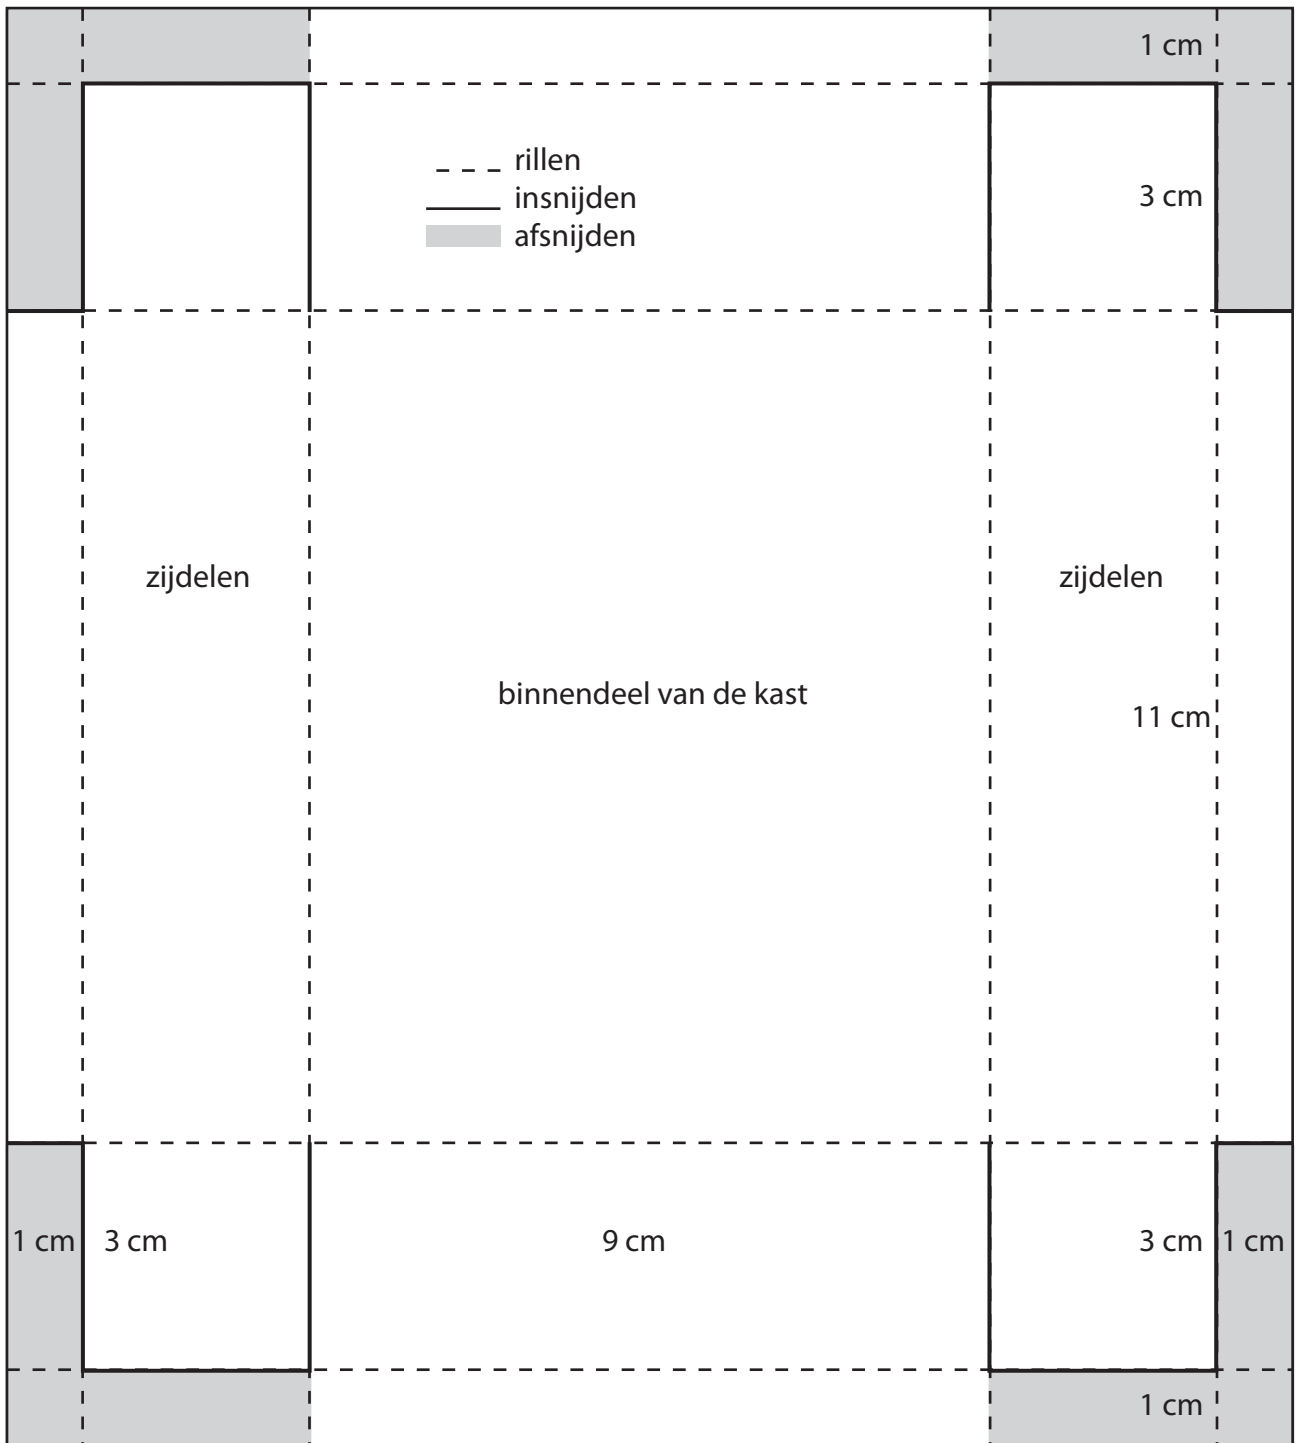 1 cm
rillen
3 cm
insnijden
afsnijden
zijdelen
zijdelen
binnendeel van de kast
11 cm
1 cm
3 cm
9 cm
3 cm
1 cm
1 cm